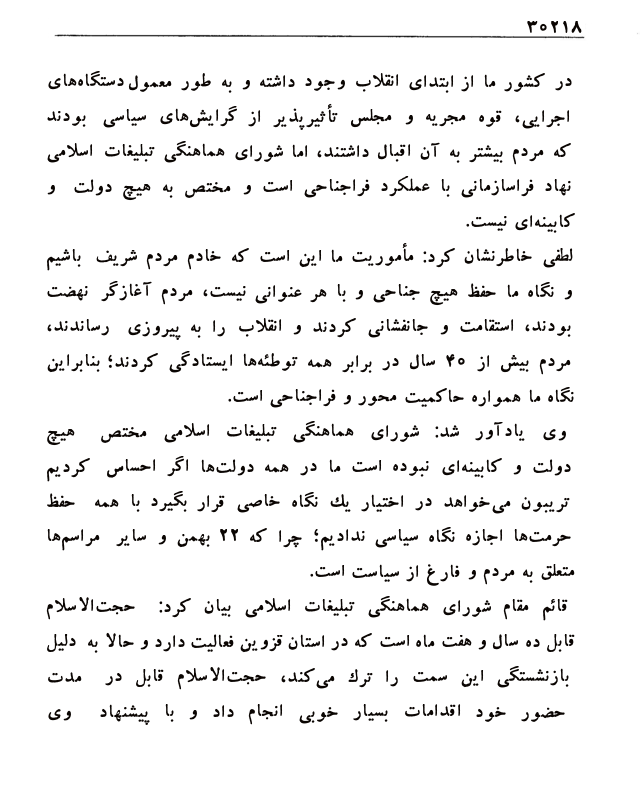 ۳۰۲۱۸
در کشور ما از ابتدای انقلاب وجود داشته و به طور معمول دستگاه‌های
اجرایی، قوه مجریه و مجلس تأثیرپذیر از گرایش‌های سیاسی بودند
که مردم بیشتر به آن اقبال داشتند، اما شورای هماهنگی تبلیغات اسلامی
نهاد فراسازمانی با عملکرد فراجناحی است و مختص به هیچ دولت و
کابینه‌ای نیست.
لطفی خاطرنشان کرد: مأموریت ما این است که خادم مردم شریف باشیم
و نگاه ما حفظ هیچ جناحی و با هر عنوانی نیست، مردم آغازگر نهضت
بودند، استقامت و جانفشانی کردند و انقلاب را به پیروزی رساندند،
مردم بیش از ۴۰ سال در برابر همه توطئه‌ها ایستادگی کردند؛ بنابراین
نگاه ما همواره حاکمیت محور و فراجناحی است.
وی یادآور شد: شورای هماهنگی تبلیغات اسلامی مختص هیچ
دولت و کابینه‌ای نبوده است ما در همه دولت‌ها اگر احساس کردیم
تریبون می‌خواهد در اختیار یك نگاه خاصی قرار بگیرد با همه حفظ
حرمت‌ها اجازه نگاه سیاسی ندادیم؛ چرا که ۲۲ بهمن و سایر مراسم‌ها
متعلق به مردم و فارغ از سیاست است.
قائم مقام شورای هماهنگی تبلیغات اسلامی بیان کرد: حجت‌الاسلام
قابل ده سال و هفت ماه است که در استان قزوین فعالیت دارد و حالا به دلیل
بازنشستگی این سمت را ترك می‌کند، حجت‌الاسلام قابل در مدت
حضور خود اقدامات بسیار خوبی انجام داد و با پیشنهاد وی